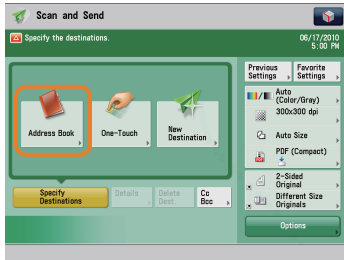 Scan and Send
Specify the destinations.
06/17/2010
5:00 PM
Address Book
One-Touch
New
Destination
Specify
Destinations
Details
Delete
Dest.
Cc
Bcc
Previous
Settings
Favorite
Settings
Auto
(Color/Gray)
300x300 dpi
Auto Size
PDF (Compact)
2-Sided
Original
Different Size
Originals
Options